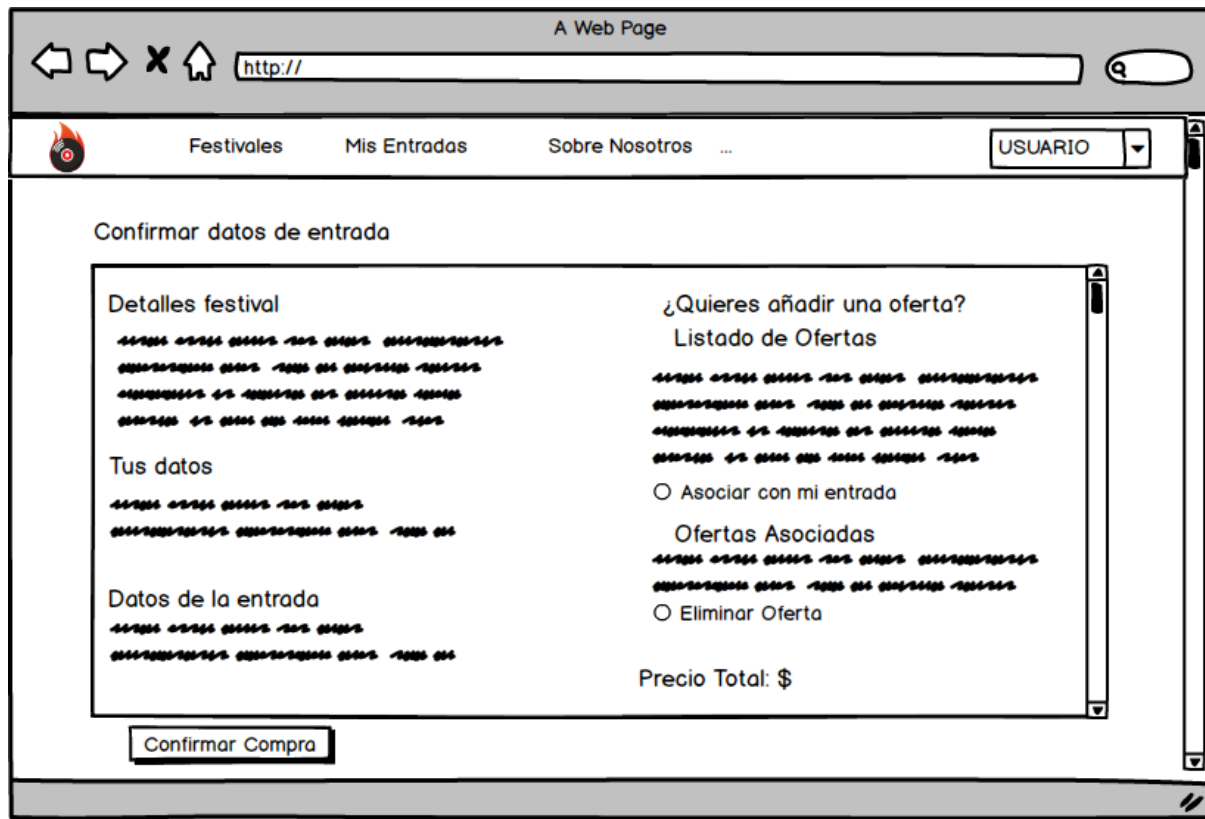 A Web Page
http://
Festivales
Mis Entradas
Sobre Nosotros
...
USUARIO
Confirmar datos de entrada
Detalles festival
Tus datos
Datos de la entrada
¿Quieres añadir una oferta?
Listado de Ofertas
Asociar con mi entrada
Ofertas Asociadas
Eliminar Oferta
Precio Total: $
Confirmar Compra